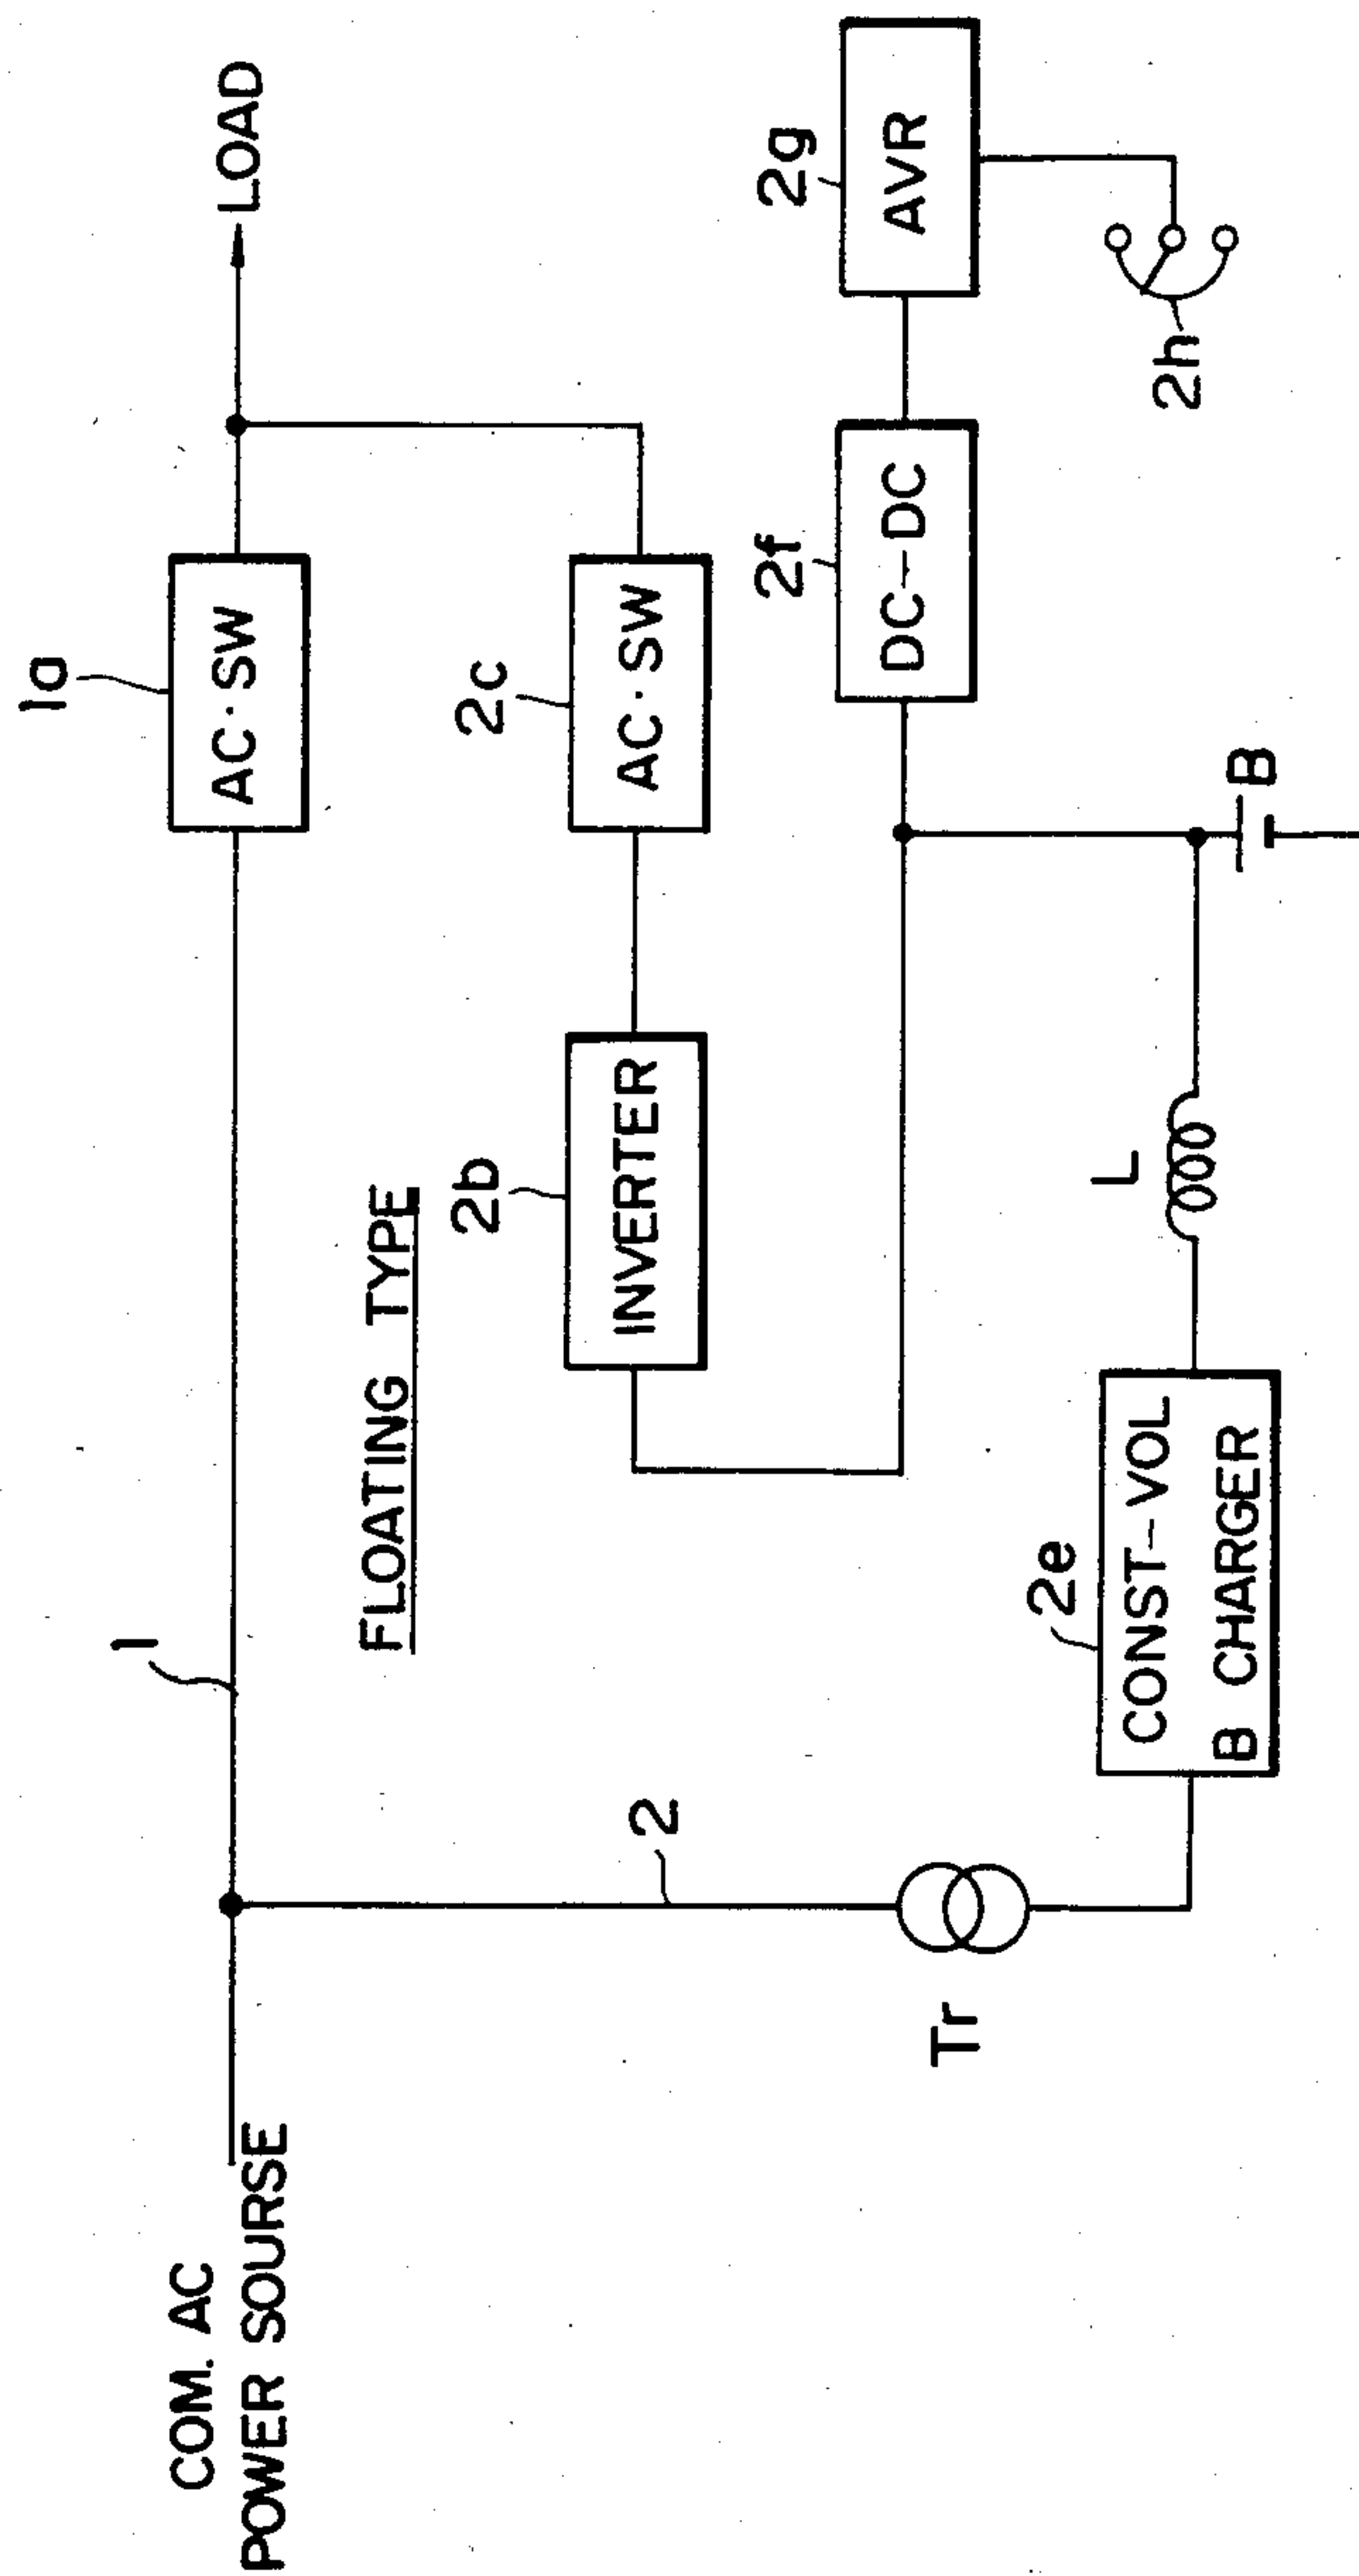 COM. AC
POWER SOURSE
1
1a
AC·SW
LOAD
FLOATING TYPE
2
2b
INVERTER
2c
AC·SW
Tr
2e
CONST-VOL
B CHARGER
L
B
2f
DC-DC
2g
AVR
2h